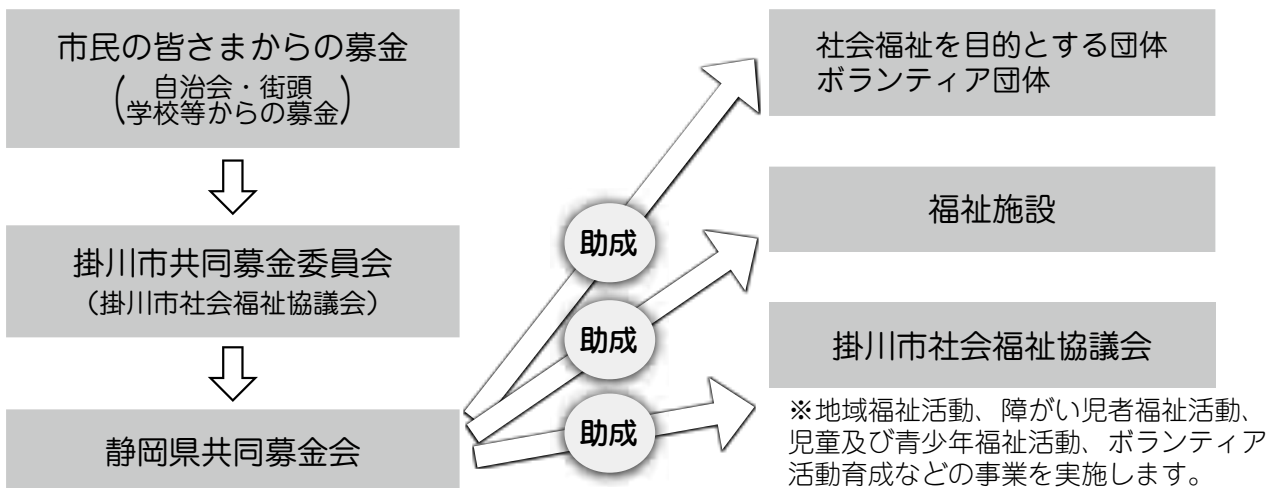 市民の皆さまからの募金
(自治会・街頭
学校等からの募金)
掛川市共同募金委員会
（掛川市社会福祉協議会）
静岡県共同募金会
助成
助成
助成
社会福祉を目的とする団体
ボランティア団体
福祉施設
掛川市社会福祉協議会
※地域福祉活動、障がい児者福祉活動、
児童及び青少年福祉活動、ボランティア
活動育成などの事業を実施します。